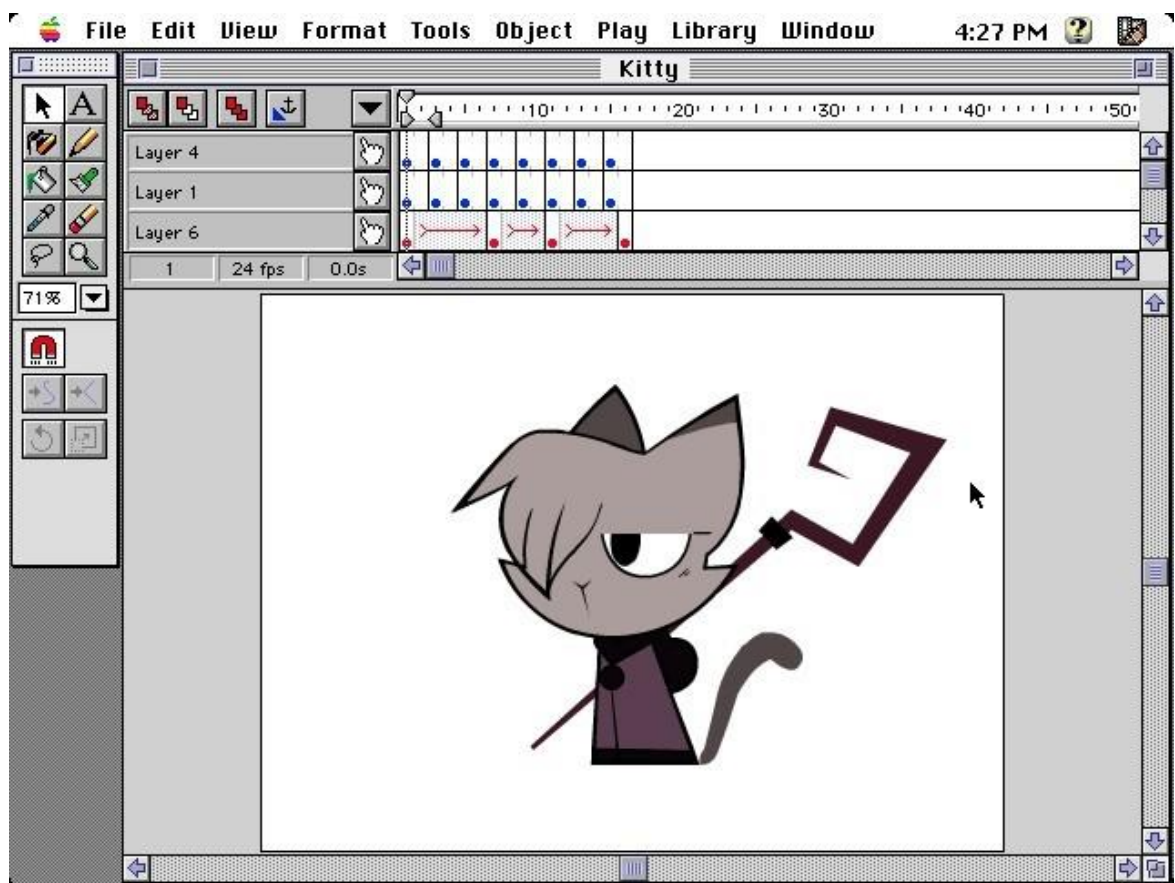 File Edit View Format Tools Object Play Library Window 4:27 PM
Kitty
A
10 20 30 40 50
Layer 4
Layer 1
Layer 6
1 24 fps 0.0s
71%